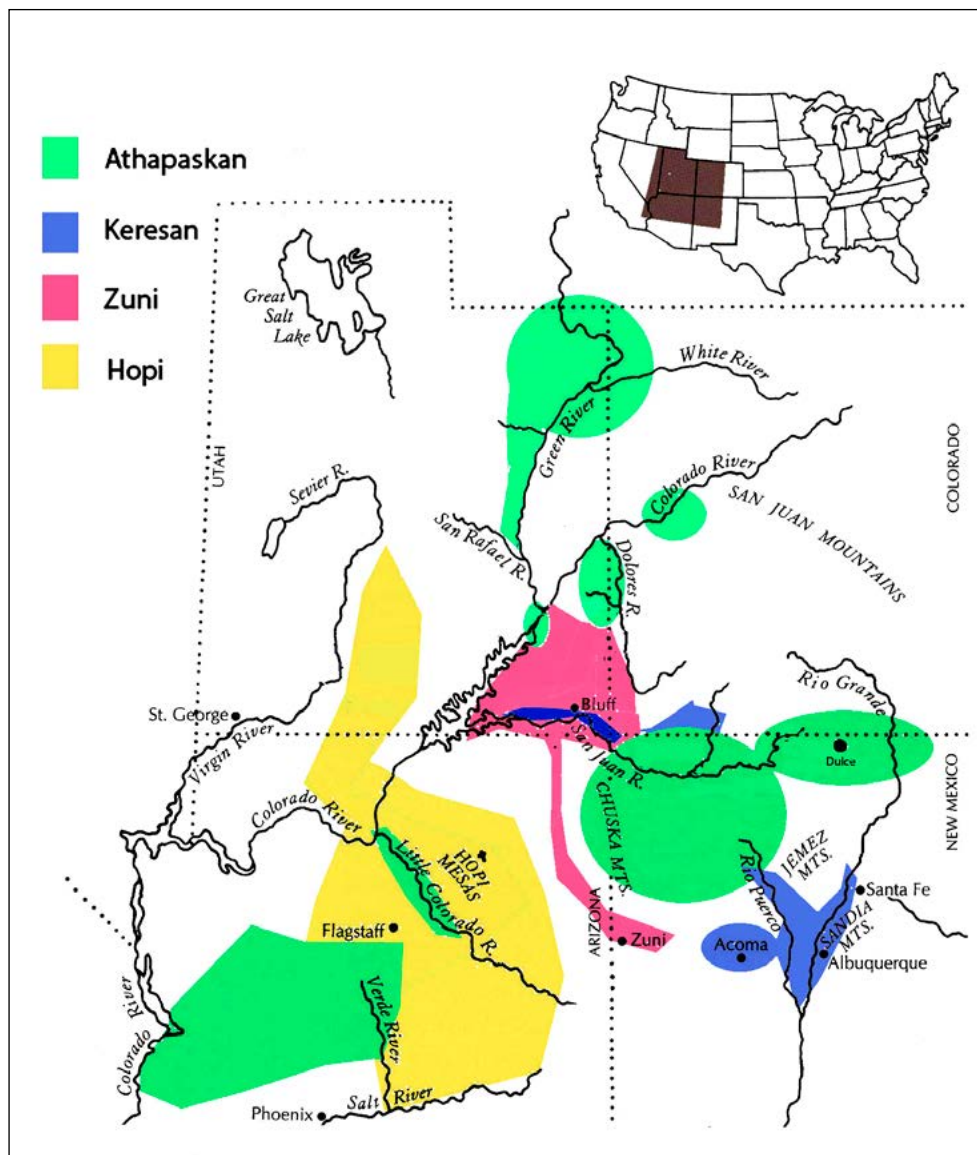 Athapaskan
Keresan
Zuni
Hopi
Great
Salt
Lake
UTAH
COLORADO
White River
Green River
Sevier R.
Colorado River
SAN JUAN MOUNTAINS
San Rafael R.
Dolores R.
St. George
Virgin River
Bluff
San Juan R.
Rio Grande
Dulce
NEW MEXICO
Colorado River
CHUSKA MTS.
HOPI
MESAS
Little Colorado R.
JEMEZ
MTS.
Rio Puerco
Santa Fe
SANDIA
MTS.
Flagstaff
ARIZONA
Zuni
Acoma
Albuquerque
Verde River
Colorado River
Phoenix
Salt River